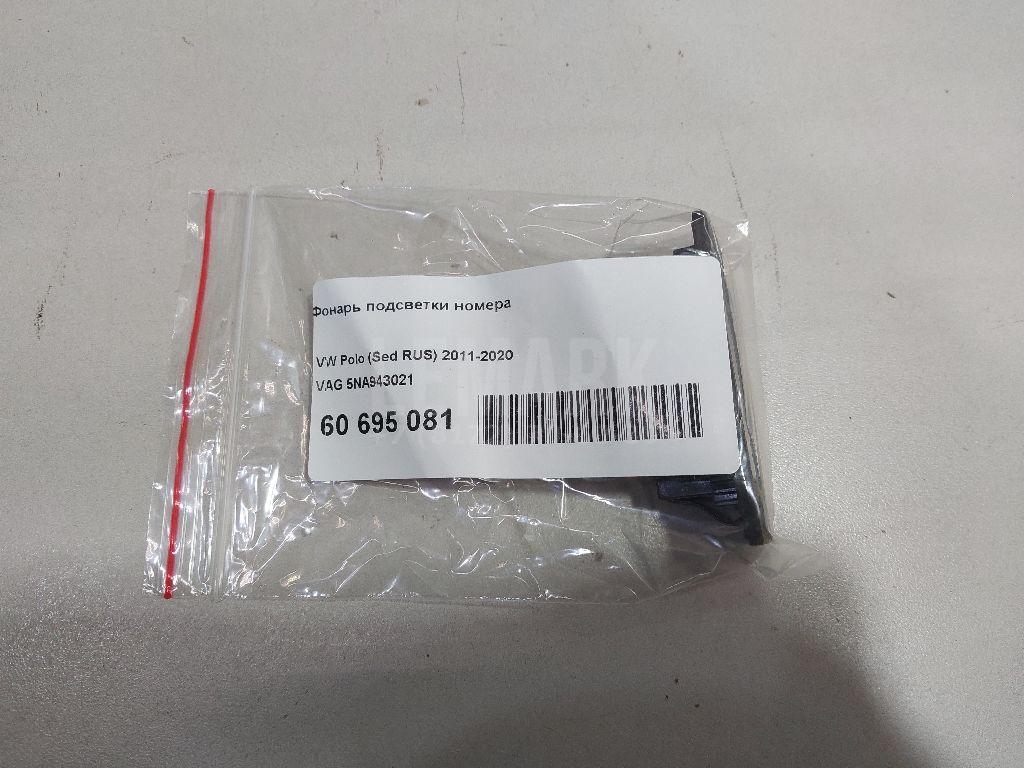 Фонарь подсветки номера
VW Polo (Sed RUS) 2011-2020
VAG 5NA943021
60 695 081